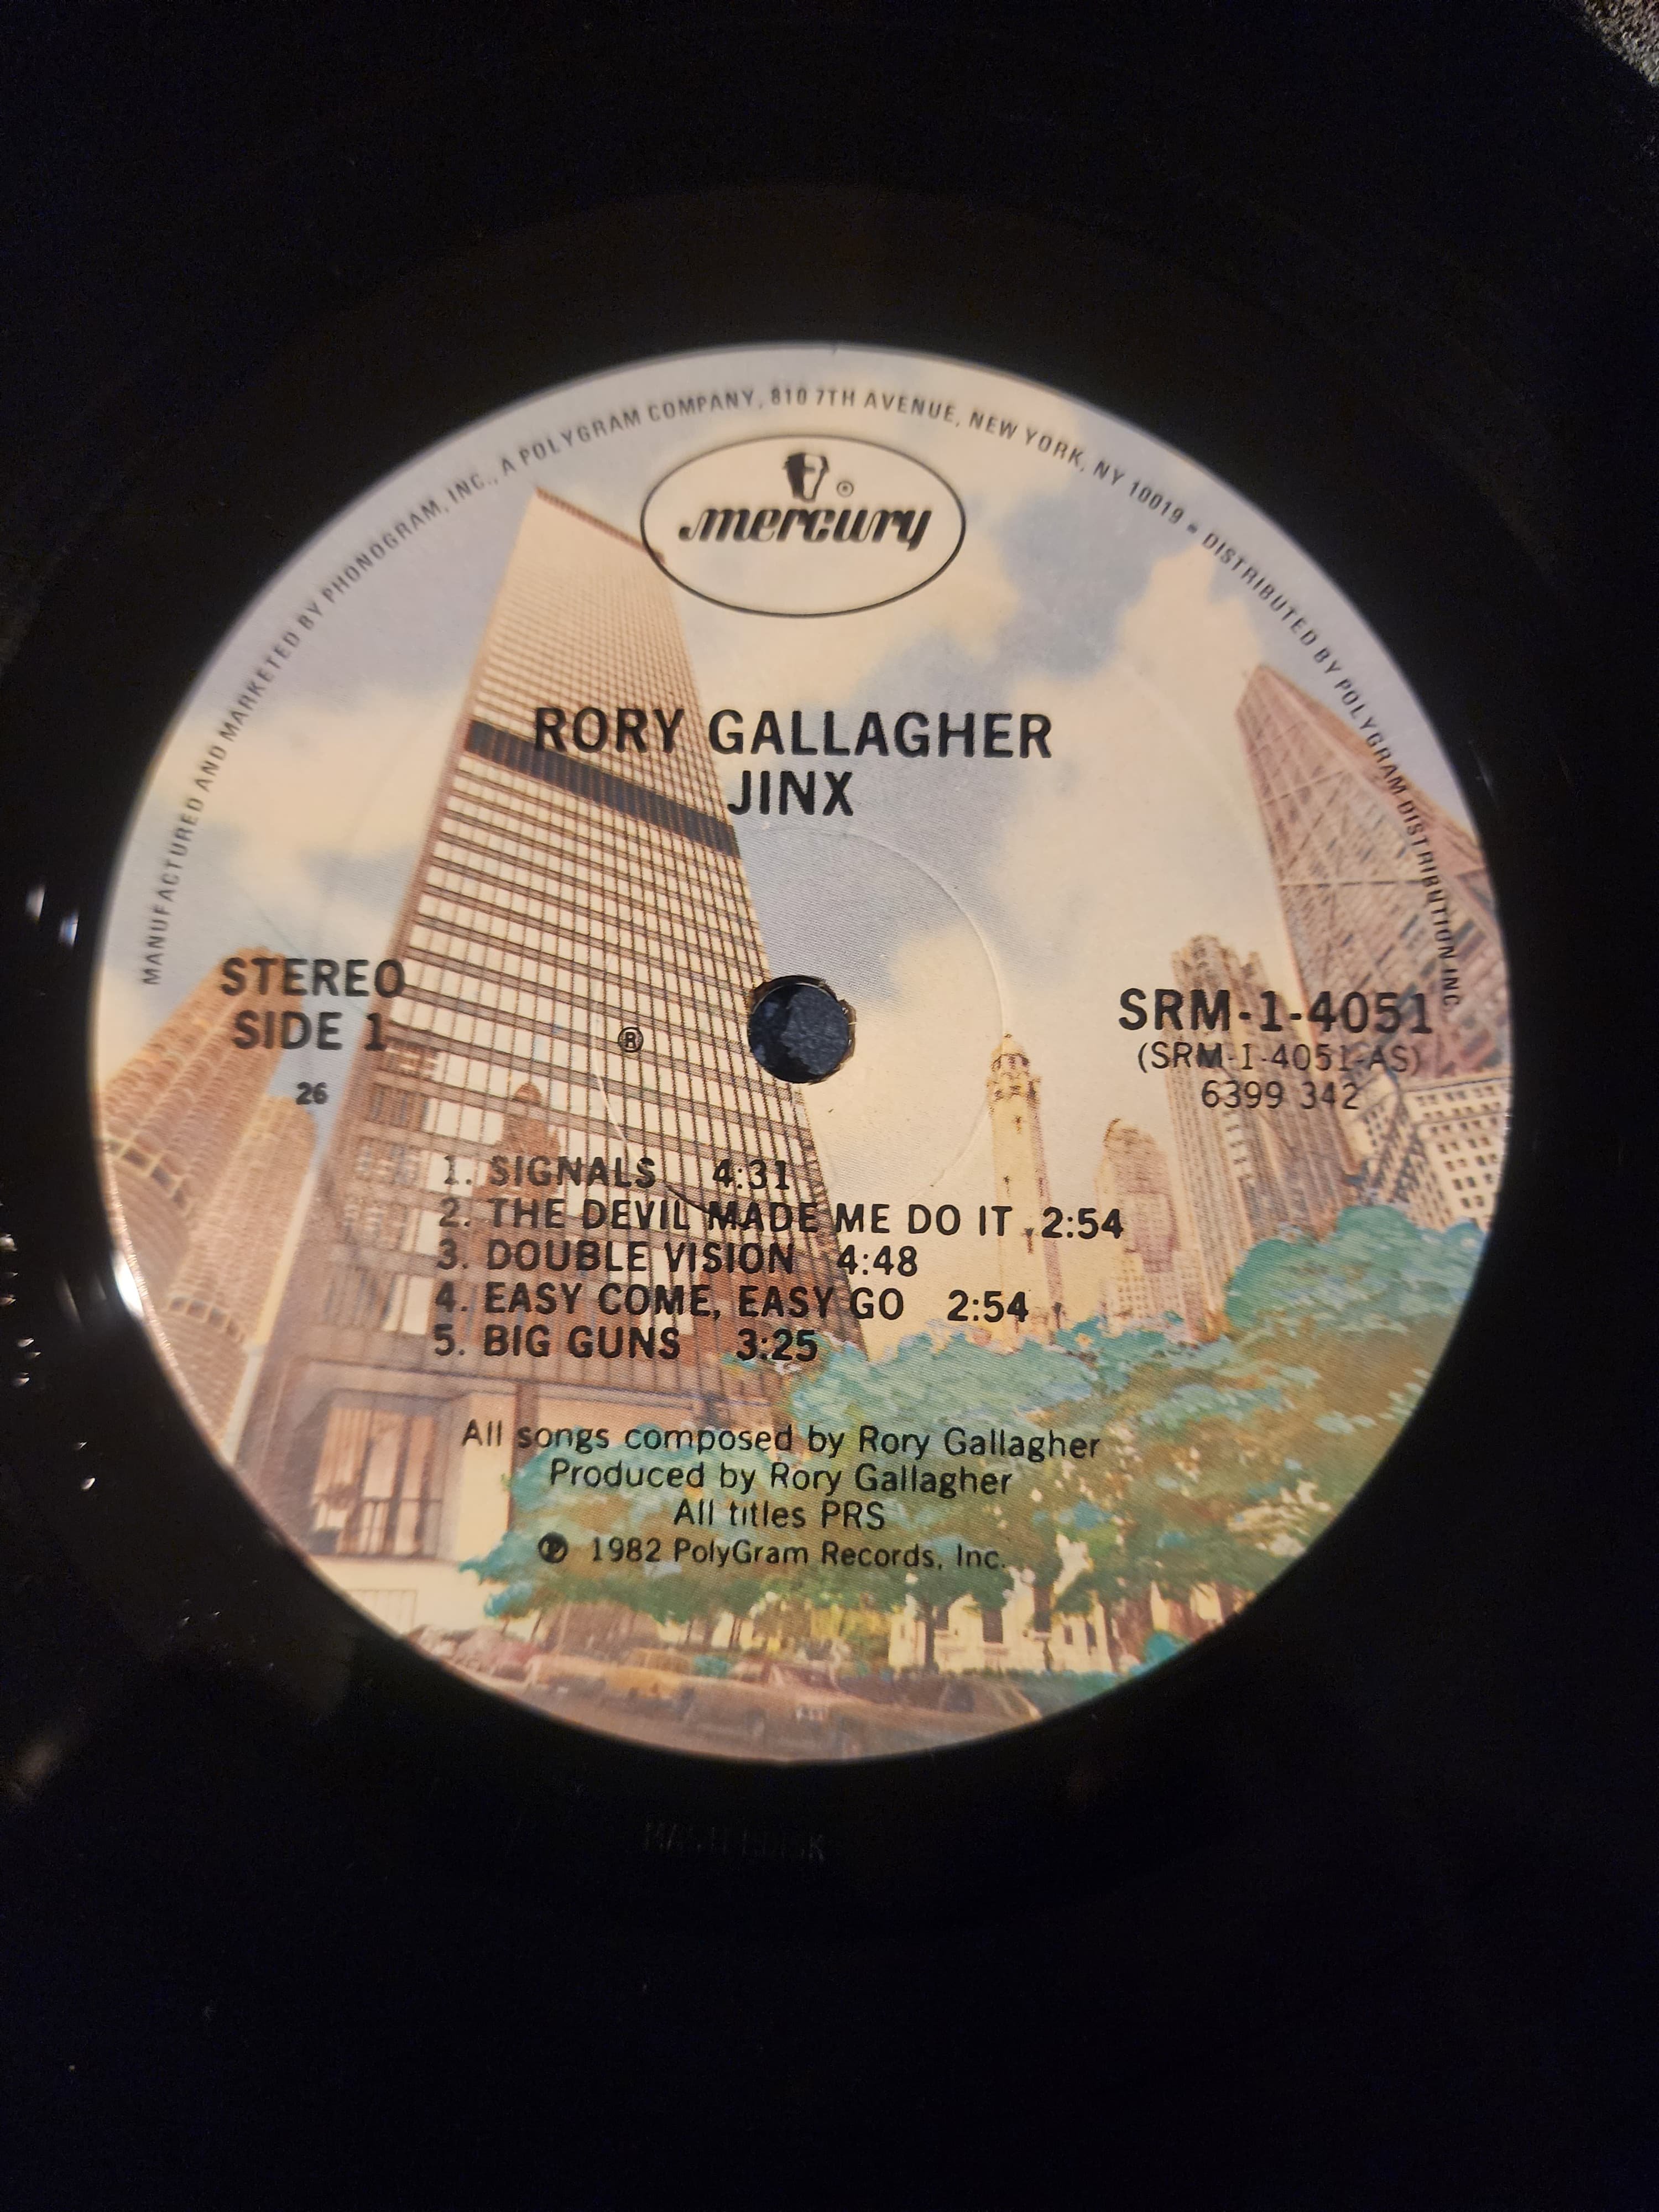 MANUFACTURED AND MARKETED BY PHONOGRAM, INC., A POLYGRAM COMPANY, 810 7TH AVENUE, NEW YORK, NY 10019 • DISTRIBUTED BY POLYGRAM DISTRIBUTION INC
®
mercury
RORY GALLAGHER
JINX
STEREO
SIDE 1
26
®
SRM-1-4051
(SRM-1-4051-AS)
6399 342
1. SIGNALS 4:31
2. THE DEVIL MADE ME DO IT 2:54
3. DOUBLE VISION 4:48
4. EASY COME, EASY GO 2:54
5. BIG GUNS 3:25
All songs composed by Rory Gallagher
Produced by Rory Gallagher
All titles PRS
℗ 1982 PolyGram Records, Inc.
MASTERDISK